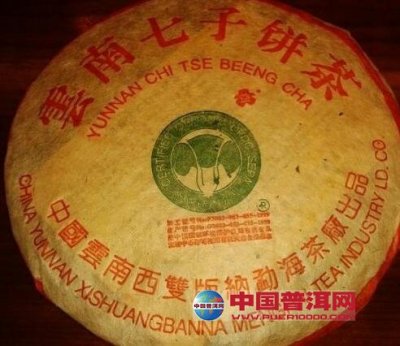 雲南七子餅茶
YUNNAN CHI TSE BEENG CHA
中國雲南西雙版納勐海茶廠出品
CHINA YUNNAN XISHUANGBANNA MENGHAI TEA INDUSTRY LD. CO
中国普洱网
WWW.PUER10000.COM